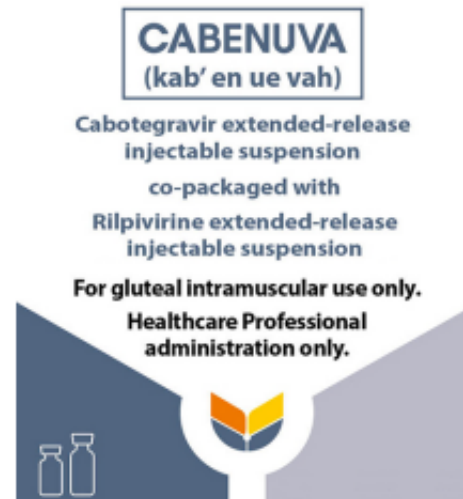 CABENUVA
(kab' en ue vah)
Cabotegravir extended-release
injectable suspension
co-packaged with
Rilpivirine extended-release
injectable suspension
For gluteal intramuscular use only.
Healthcare Professional
administration only.